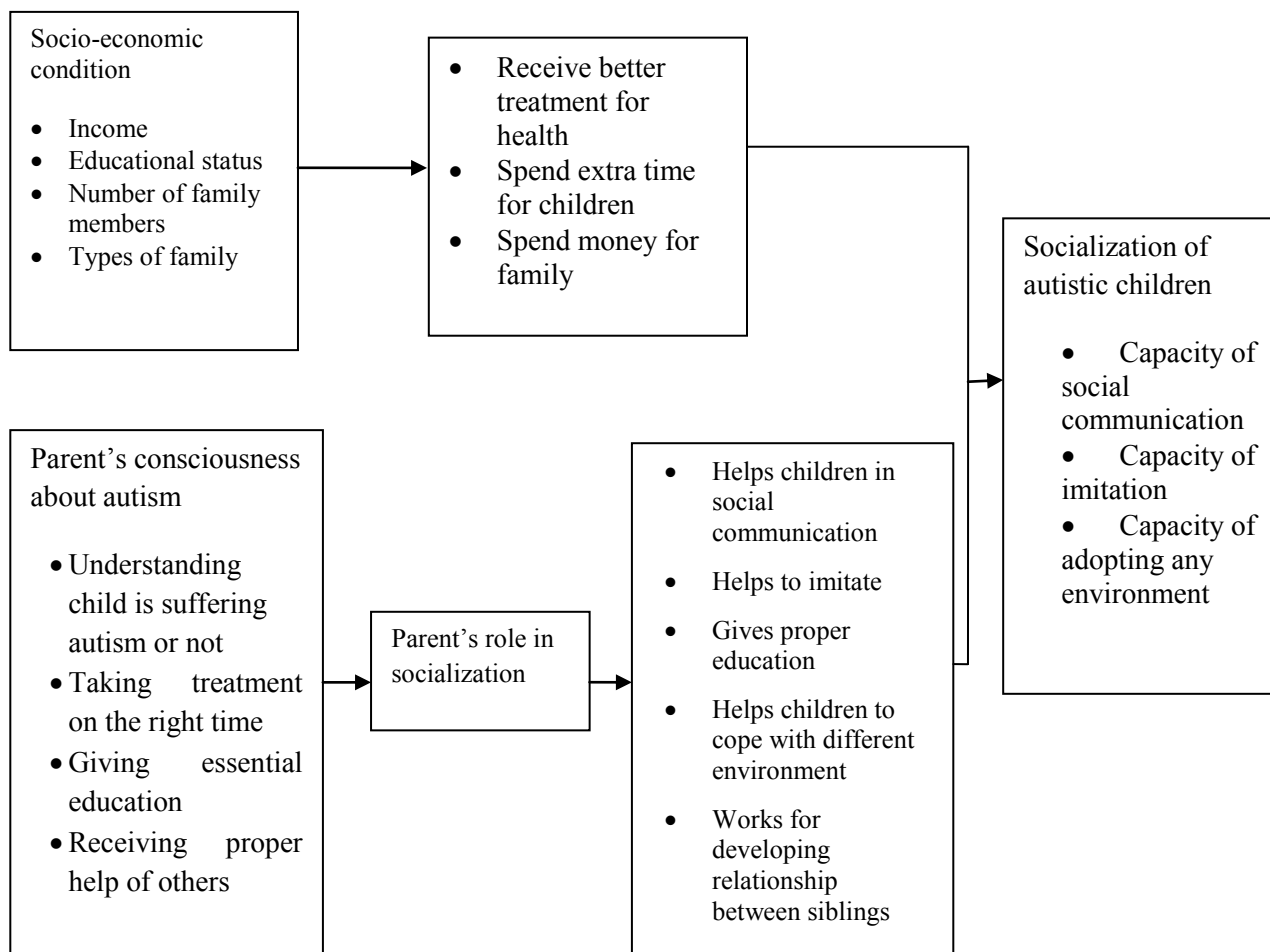 Socio-economic
condition
• Income
• Educational status
• Number of family
members
• Types of family
• Receive better
treatment for
health
• Spend extra time
for children
• Spend money for
family
Socialization of
autistic children
• Capacity of
social
communication
• Capacity of
imitation
• Capacity of
adopting any
environment
Parent’s consciousness
about autism
• Understanding
child is suffering
autism or not
• Taking treatment
on the right time
• Giving essential
education
• Receiving proper
help of others
Parent’s role in
socialization
• Helps children in
social
communication
• Helps to imitate
• Gives proper
education
• Helps children to
cope with different
environment
• Works for
developing
relationship
between siblings